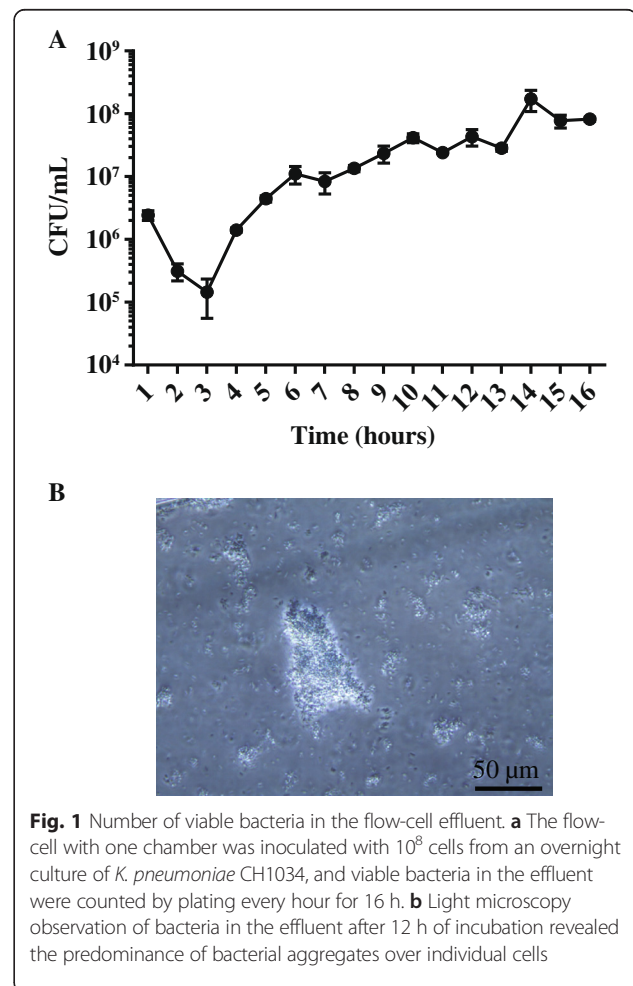 A
10⁹
10⁸
10⁷
10⁶
10⁵
10⁴
CFU/mL
1 2 3 4 5 6 7 8 9 10 11 12 13 14 15 16
Time (hours)
B
50 µm
Fig. 1 Number of viable bacteria in the flow-cell effluent. a The flow-
cell with one chamber was inoculated with 10⁸ cells from an overnight
culture of K. pneumoniae CH1034, and viable bacteria in the effluent
were counted by plating every hour for 16 h. b Light microscopy
observation of bacteria in the effluent after 12 h of incubation revealed
the predominance of bacterial aggregates over individual cells